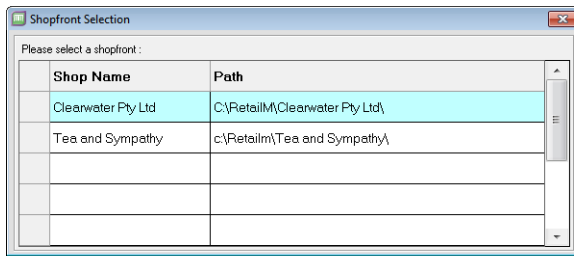 Shopfront Selection
Please select a shopfront :
Shop Name Path
Clearwater Pty Ltd C:\RetailM\Clearwater Pty Ltd\
Tea and Sympathy c:\Retailm\Tea and Sympathy\